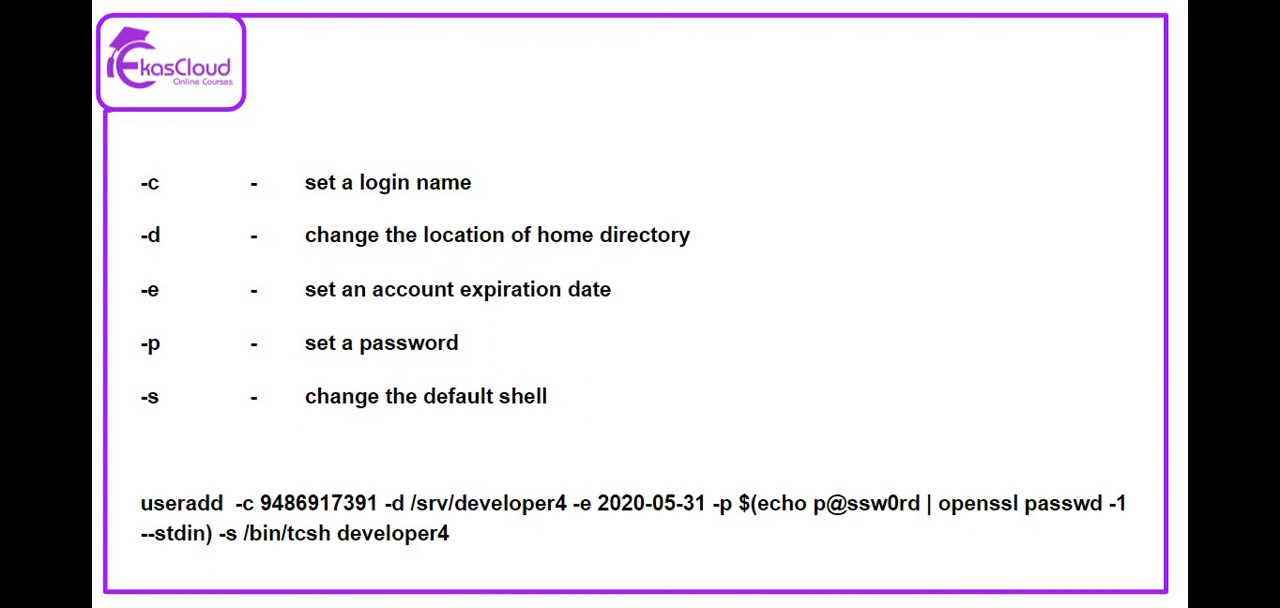 EkasCloud
Online Courses
-c - set a login name
-d - change the location of home directory
-e - set an account expiration date
-p - set a password
-s - change the default shell
useradd -c 9486917391 -d /srv/developer4 -e 2020-05-31 -p $(echo p@ssw0rd | openssl passwd -1
--stdin) -s /bin/tcsh developer4